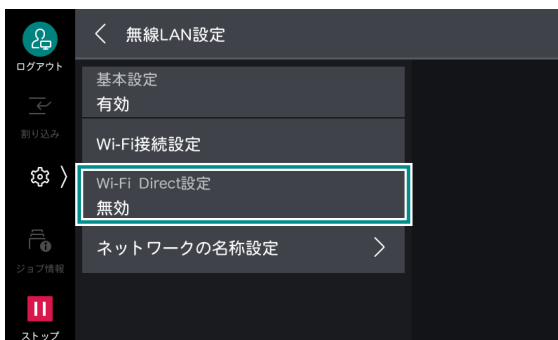 無線LAN設定
ログアウト
基本設定
有効
割り込み
Wi-Fi接続設定
Wi-Fi Direct設定
無効
ネットワークの名称設定
ジョブ情報
ストップ